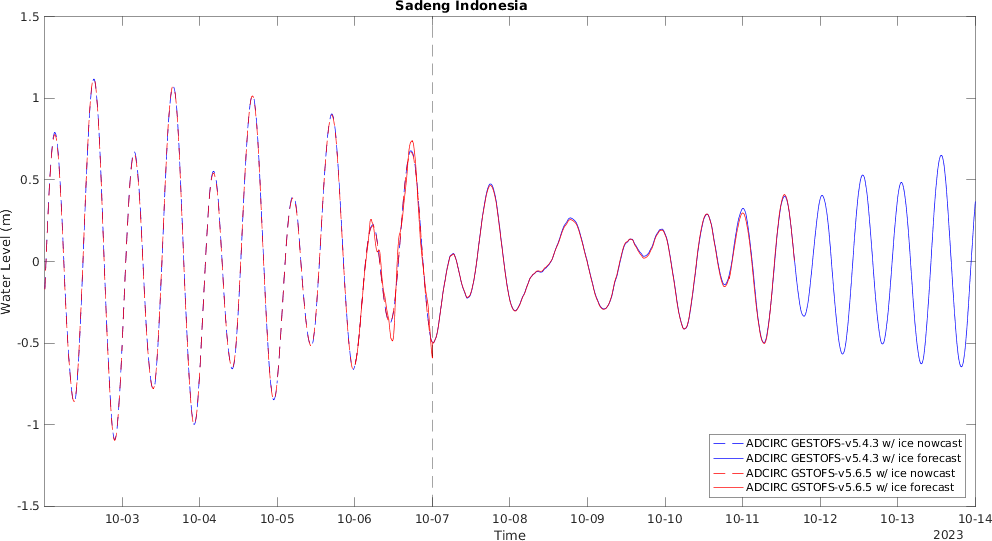 Sadeng Indonesia
1.5
1
0.5
0
-0.5
-1
-1.5
Water Level (m)
10-03 10-04 10-05 10-06 10-07 10-08 10-09 10-10 10-11 10-12 10-13 10-14
2023
Time
ADCIRC GESTOFS-v5.4.3 w/ ice nowcast
ADCIRC GESTOFS-v5.4.3 w/ ice forecast
ADCIRC GSTOFS-v5.6.5 w/ ice nowcast
ADCIRC GSTOFS-v5.6.5 w/ ice forecast